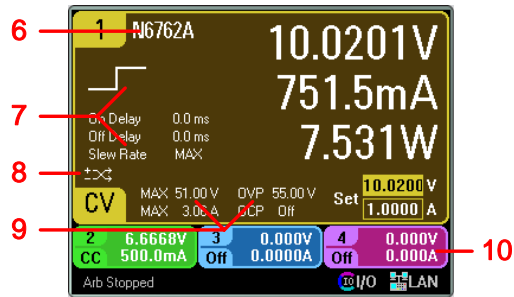 6
1 N6762A
10.0201V
751.5mA
7.531W
7
On Delay 0.0 ms
Off Delay 0.0 ms
Slew Rate MAX
8
CV
MAX 51.00 V OVP 55.00 V
MAX 3.06 A OCP Off
Set 10.0200 V
1.0000 A
9
2 6.6668V
CC 500.0mA
3 0.000V
Off 0.0000A
4 0.000V
Off 0.000A
10
Arb Stopped
IO I/O LAN